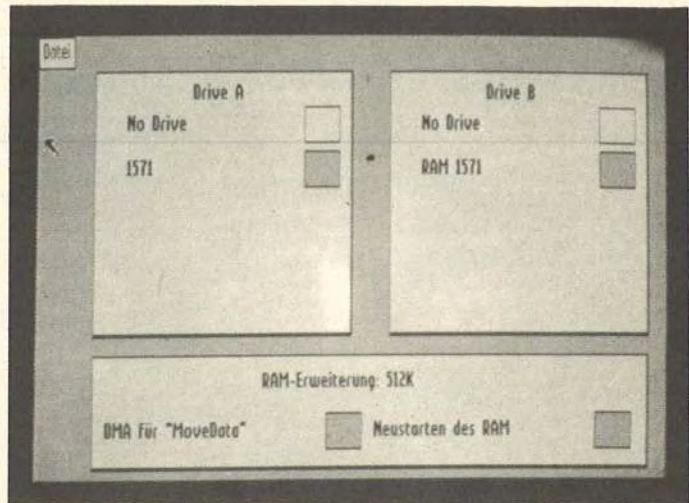 Datei
Drive A
No Drive
1571
Drive B
No Drive
RAM 1571
RAM-Erweiterung: 512K
DMA für "MoveData"
Neustarten des RAM